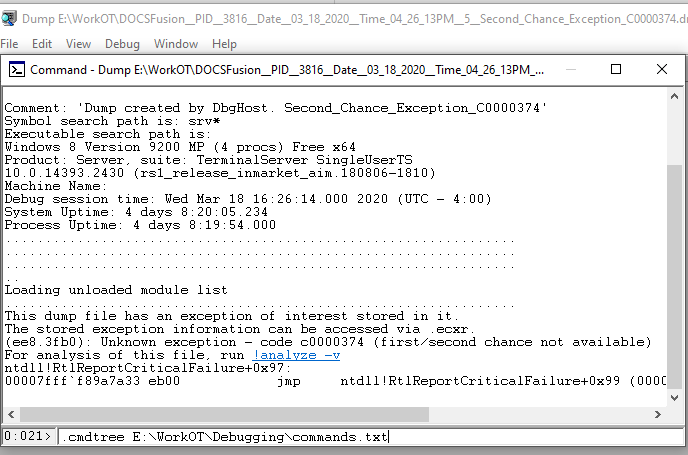 Dump E:\WorkOT\DOCSFusion__PID__3816__Date__03_18_2020__Time_04_26_13PM__5__Second_Chance_Exception_C0000374.d
File Edit View Debug Window Help
Command - Dump E:\WorkOT\DOCSFusion__PID__3816__Date__03_18_2020__Time_04_26_13PM_...
Comment: 'Dump created by DbgHost. Second_Chance_Exception_C0000374'
Symbol search path is: srv*
Executable search path is:
Windows 8 Version 9200 MP (4 procs) Free x64
Product: Server, suite: TerminalServer SingleUserTS
10.0.14393.2430 (rs1_release_inmarket_aim.180806-1810)
Machine Name:
Debug session time: Wed Mar 18 16:26:14.000 2020 (UTC - 4:00)
System Uptime: 4 days 8:20:05.234
Process Uptime: 4 days 8:19:54.000
................................................................
................................................................
................................................................
..
Loading unloaded module list
................................................................
This dump file has an exception of interest stored in it.
The stored exception information can be accessed via .ecxr.
(ee8.3fb0): Unknown exception - code c0000374 (first/second chance not available)
For analysis of this file, run !analyze -v
ntdll!RtlReportCriticalFailure+0x97:
00007fff`f89a7a33 eb00 jmp ntdll!RtlReportCriticalFailure+0x99 (0000
0:021> .cmdtree E:\WorkOT\Debugging\commands.txt